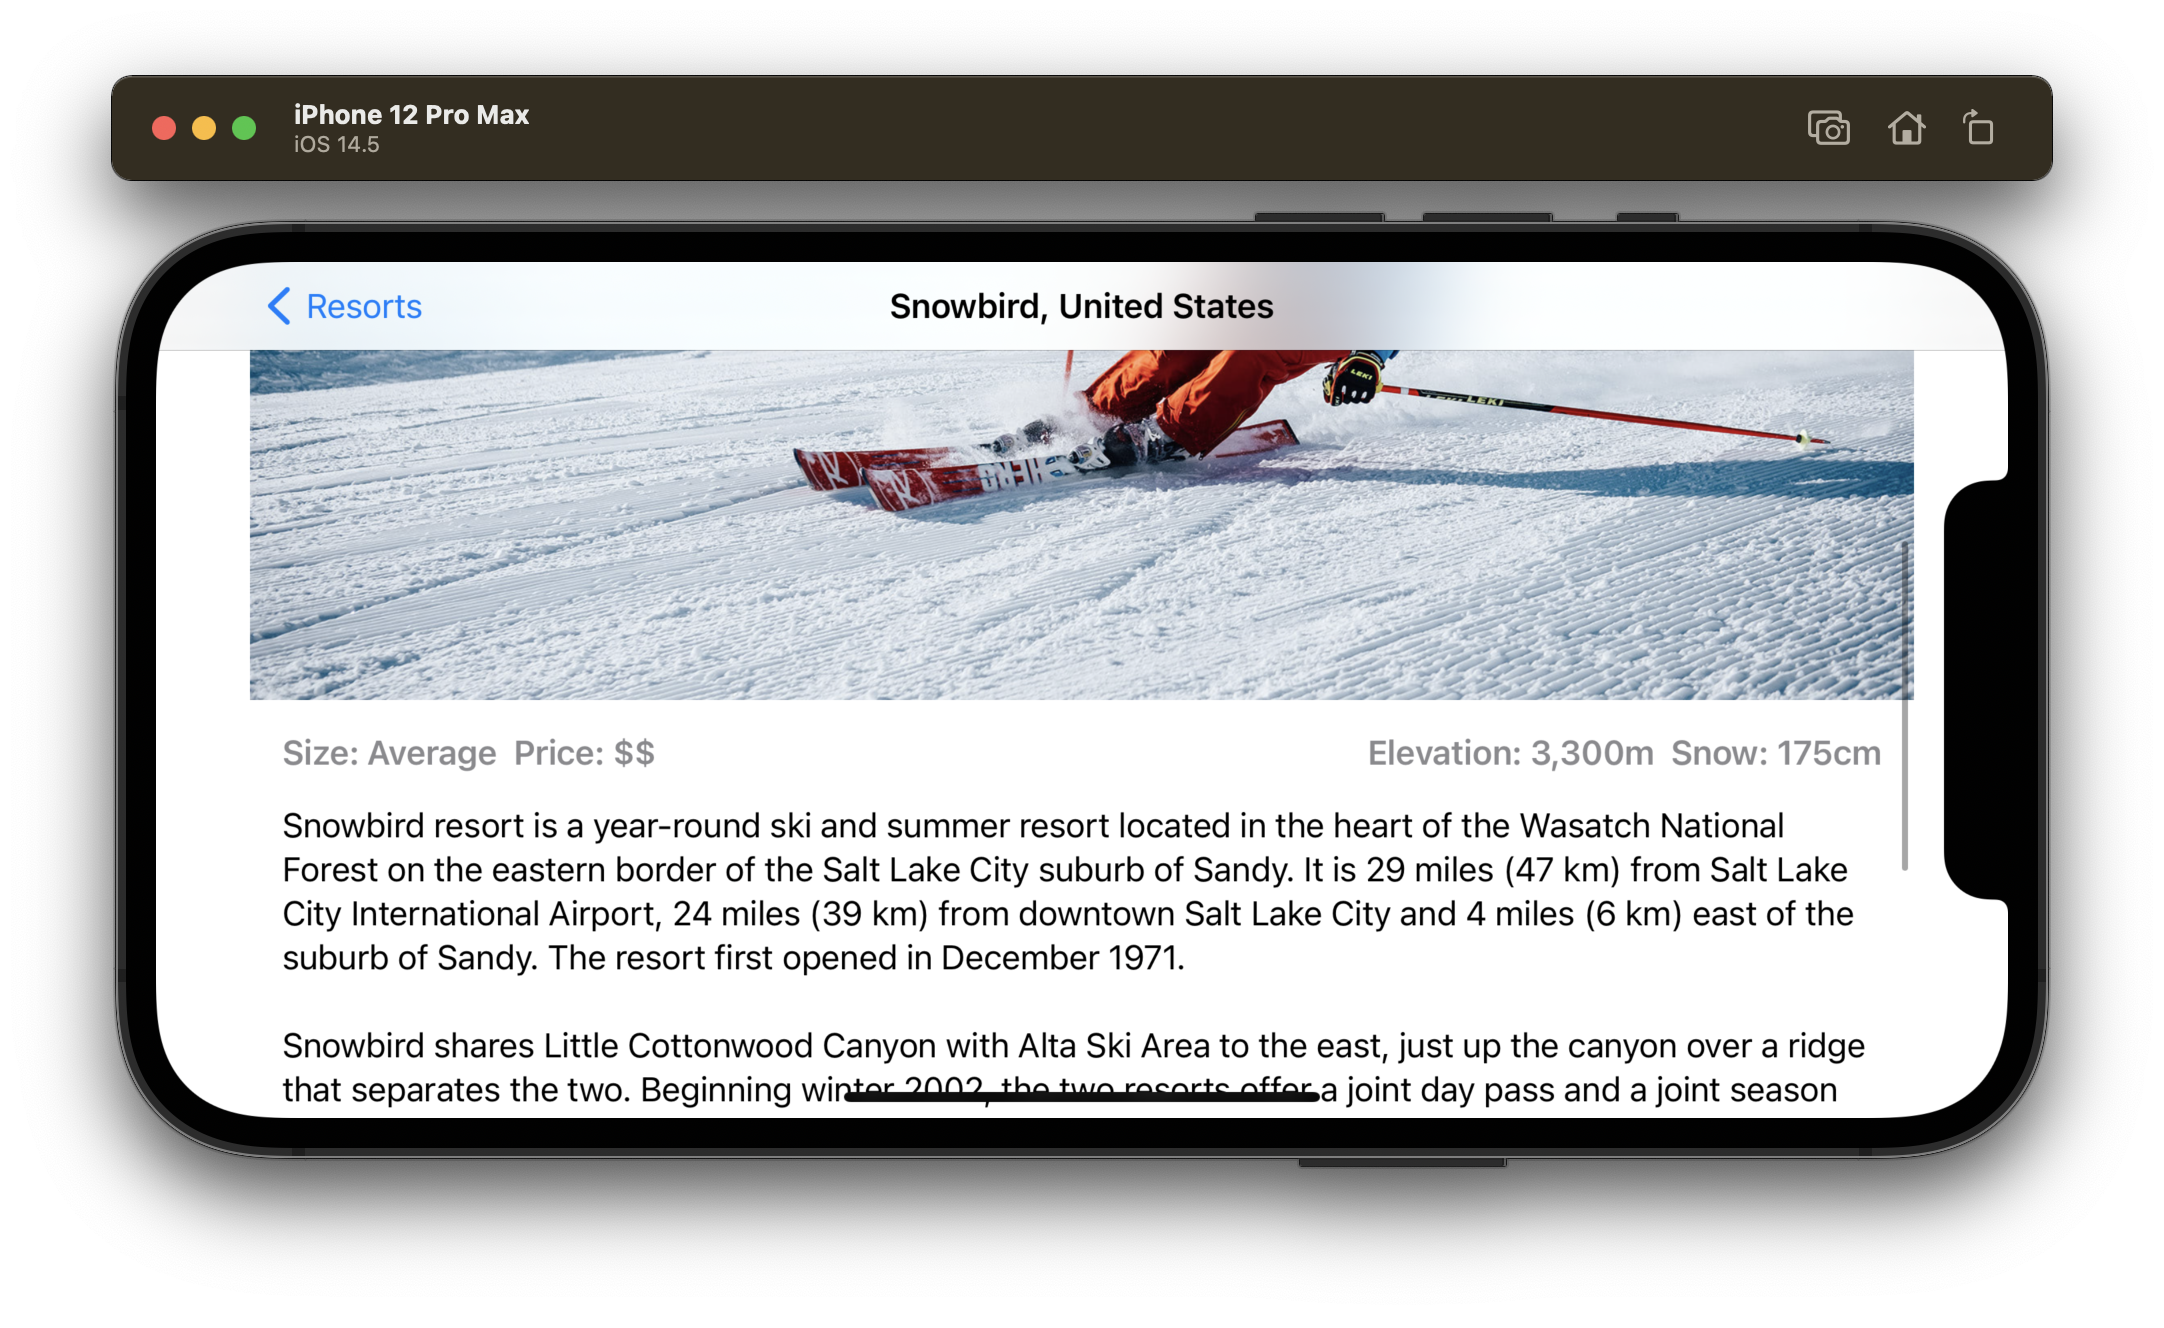 iPhone 12 Pro Max
iOS 14.5
Resorts
Snowbird, United States
LEKI
LEKI
HERO
Size: Average Price: $$
Elevation: 3,300m Snow: 175cm
Snowbird resort is a year-round ski and summer resort located in the heart of the Wasatch National
Forest on the eastern border of the Salt Lake City suburb of Sandy. It is 29 miles (47 km) from Salt Lake
City International Airport, 24 miles (39 km) from downtown Salt Lake City and 4 miles (6 km) east of the
suburb of Sandy. The resort first opened in December 1971.
Snowbird shares Little Cottonwood Canyon with Alta Ski Area to the east, just up the canyon over a ridge
that separates the two. Beginning winter 2002, the two resorts offer a joint day pass and a joint season